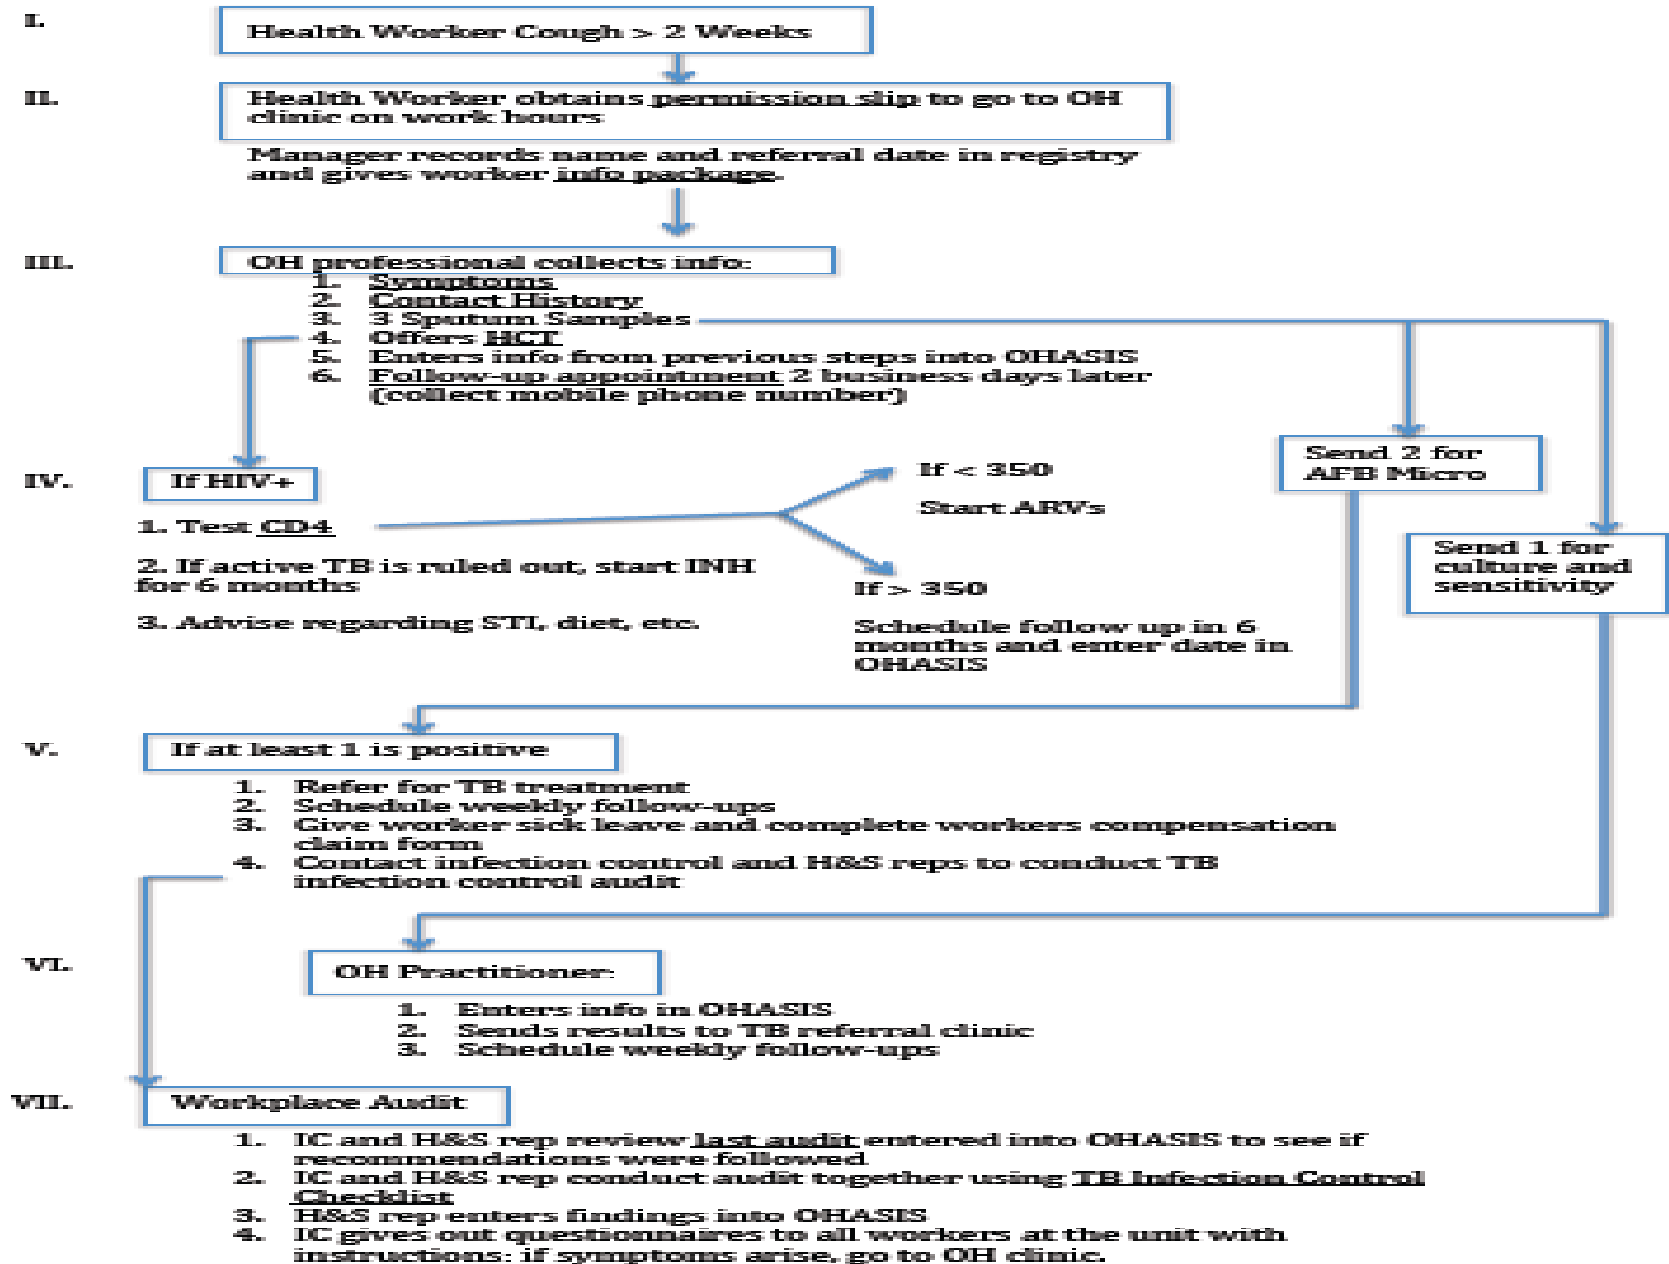 I.
Health Worker Cough > 2 Weeks
II.
Health Worker obtains permission slip to go to OH
clinic on work hours
Manager records name and referral date in registry
and gives worker info package.
III.
OH professional collects info:
1. Symptoms
2. Contact History
3. 3 Sputum Samples
4. Offers HCT
5. Enters info from previous steps into OHASIS
6. Follow-up appointment 2 business days later
(collect mobile phone number)
Send 2 for
AFB Micro
Send 1 for
culture and
sensitivity
IV.
If HIV+
1. Test CD4
2. If active TB is ruled out, start INH
for 6 months
3. Advise regarding STI, diet, etc.
If < 350
Start ARVs
If > 350
Schedule follow up in 6
months and enter date in
OHASIS
V.
If at least 1 is positive
1. Refer for TB treatment
2. Schedule weekly follow-ups
3. Give worker sick leave and complete workers compensation
claim form
4. Contact infection control and H&S reps to conduct TB
infection control audit
VI.
OH Practitioner:
1. Enters info in OHASIS
2. Sends results to TB referral clinic
3. Schedule weekly follow-ups
VII.
Workplace Audit
1. IC and H&S rep review last audit entered into OHASIS to see if
recommendations were followed
2. IC and H&S rep conduct audit together using TB Infection Control
Checklist
3. H&S rep enters findings into OHASIS
4. IC gives out questionnaires to all workers at the unit with
instructions: if symptoms arise, go to OH clinic.